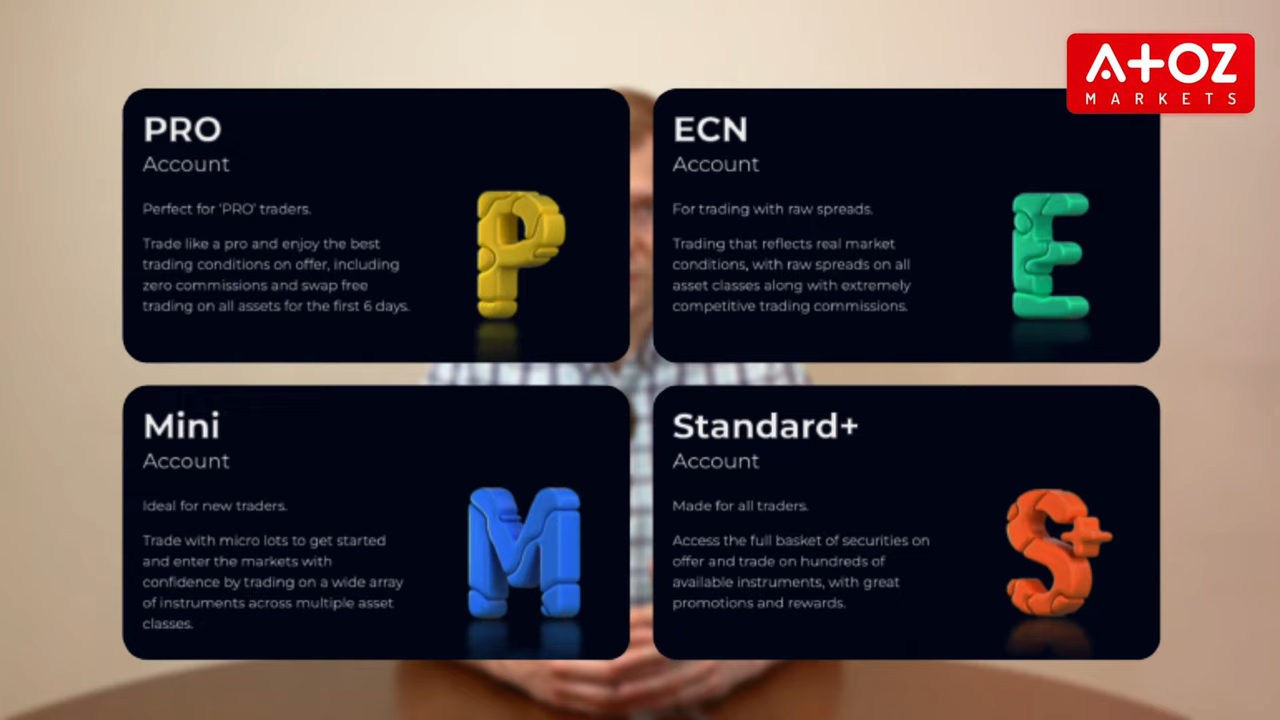 A+OZ
MARKETS
PRO
Account
Perfect for 'PRO' traders.
Trade like a pro and enjoy the best
trading conditions on offer, including
zero commissions and swap free
trading on all assets for the first 6 days.
P
ECN
Account
For trading with raw spreads.
Trading that reflects real market
conditions, with raw spreads on all
asset classes along with extremely
competitive trading commissions.
E
Mini
Account
Ideal for new traders.
Trade with micro lots to get started
and enter the markets with
confidence by trading on a wide array
of instruments across multiple asset
classes.
M
Standard+
Account
Made for all traders.
Access the full basket of securities on
offer and trade on hundreds of
available instruments, with great
promotions and rewards.
S+